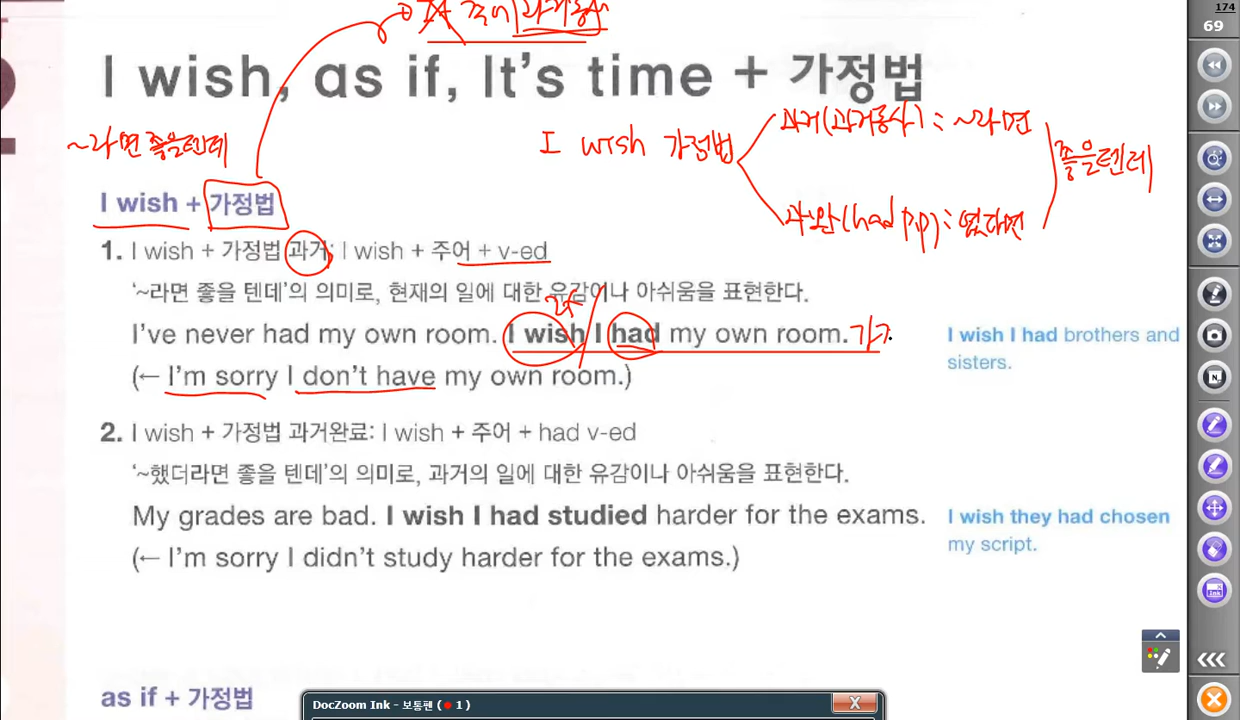 174
69
I wish, as if, It's time + 가정법
~라면 좋을텐데
I wish 가정법
과거(과거동사) : ~라면
좋을텐데
과·완(had p.p) : 었다면
I wish + 가정법
1. I wish + 가정법 과거: I wish + 주어 + v-ed
'~라면 좋을 텐데'의 의미로, 현재의 일에 대한 유감이나 아쉬움을 표현한다.
I've never had my own room. I wish I had my own room.
I wish I had brothers and
sisters.
(← I'm sorry I don't have my own room.)
2. I wish + 가정법 과거완료: I wish + 주어 + had v-ed
'~했더라면 좋을 텐데'의 의미로, 과거의 일에 대한 유감이나 아쉬움을 표현한다.
My grades are bad. I wish I had studied harder for the exams.
I wish they had chosen
my script.
(← I'm sorry I didn't study harder for the exams.)
as if + 가정법
DocZoom Ink - 보통펜 ( 1 )